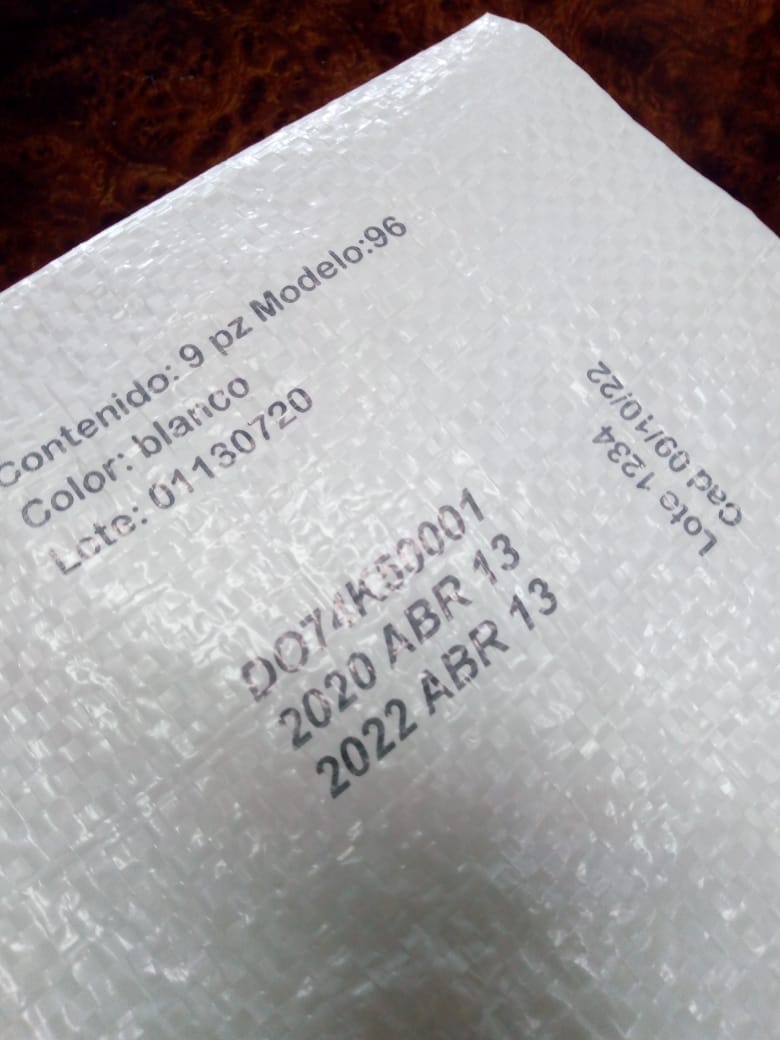 Contenido: 9 pz Modelo:96
Color: blanco
Lote: 01130720
DO74K50001
2020 ABR 13
2022 ABR 13
Lote 1234
Cad 09/10/22